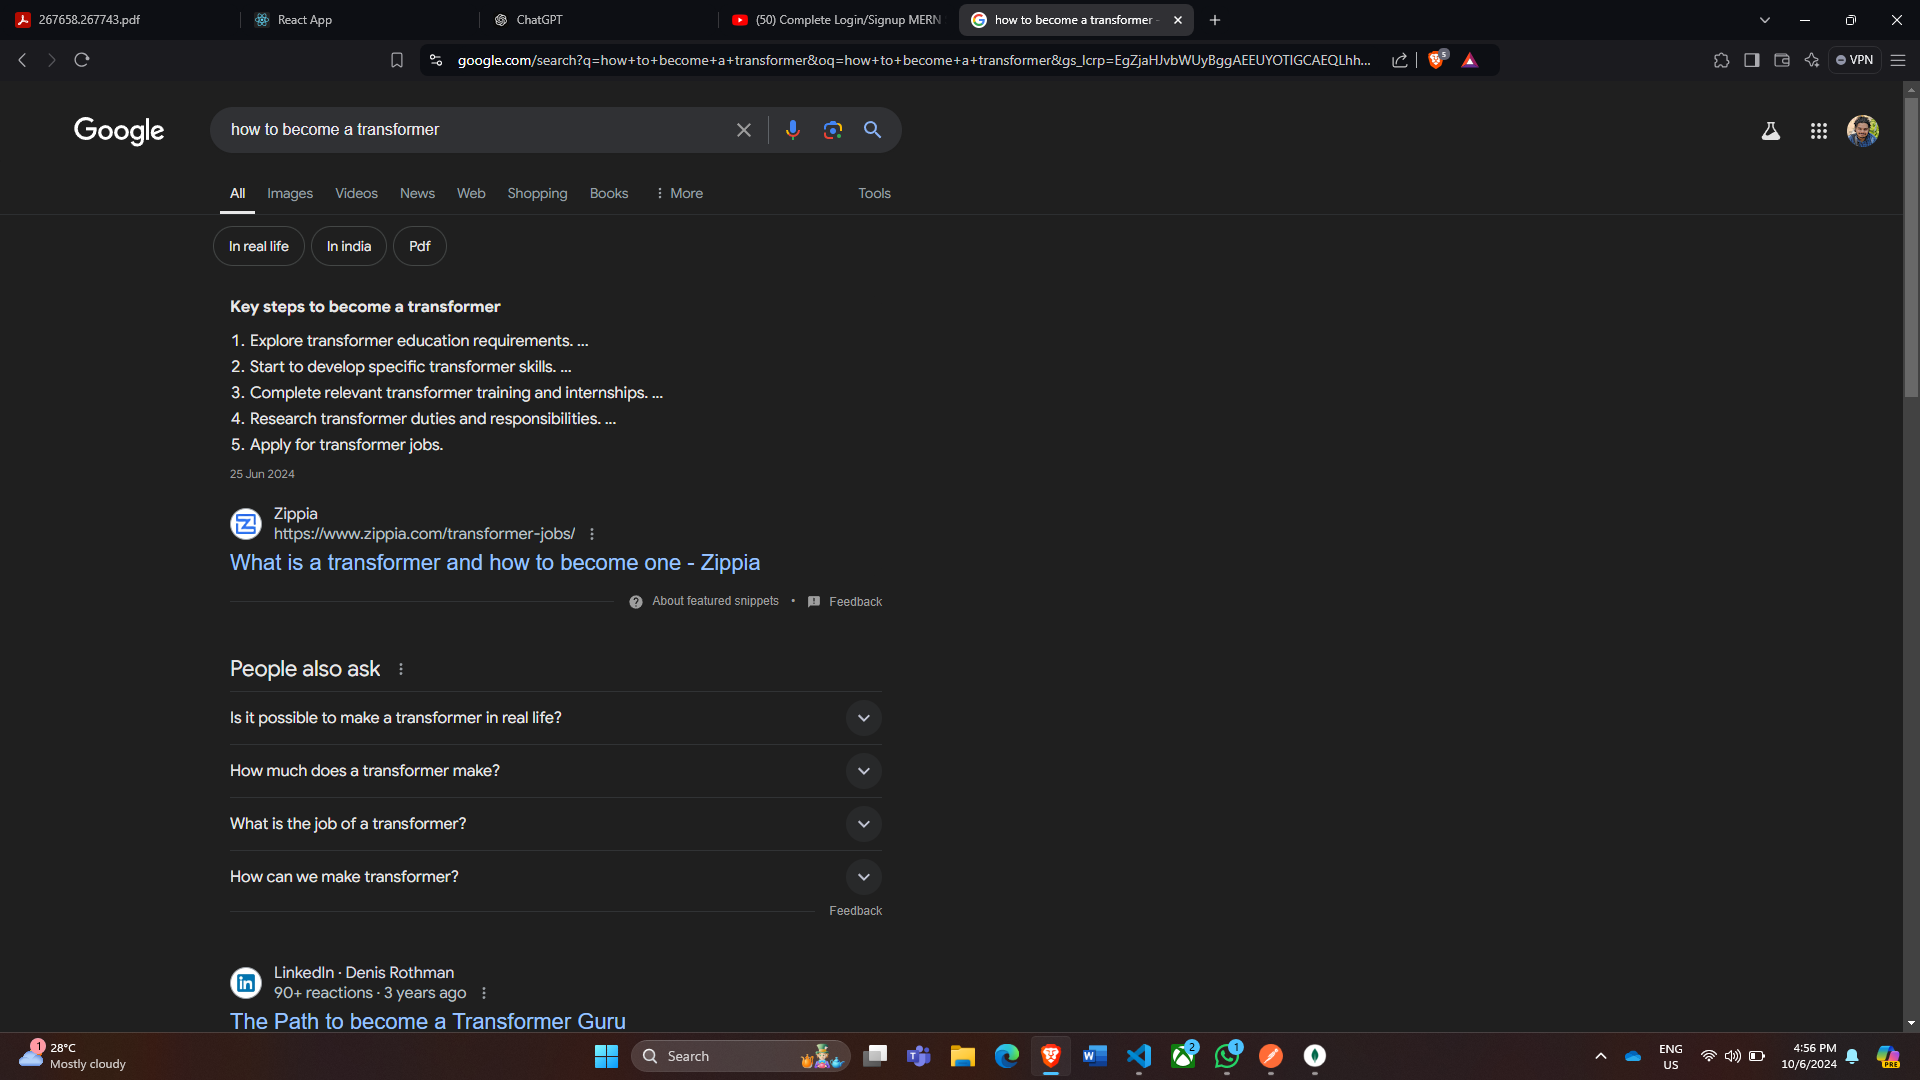 267658.267743.pdf
React App
ChatGPT
(50) Complete Login/Signup MERN
how to become a transformer -
google.com/search?q=how+to+become+a+transformer&oq=how+to+become+a+transformer&gs_lcrp=EgZjaHJvbWUyBggAEEUYOTIGCAEQLhh...
5
VPN
Google
how to become a transformer
All
Images
Videos
News
Web
Shopping
Books
More
Tools
In real life
In india
Pdf
Key steps to become a transformer
1. Explore transformer education requirements. ...
2. Start to develop specific transformer skills. ...
3. Complete relevant transformer training and internships. ...
4. Research transformer duties and responsibilities. ...
5. Apply for transformer jobs.
25 Jun 2024
Zippia
https://www.zippia.com/transformer-jobs/
What is a transformer and how to become one - Zippia
About featured snippets • Feedback
People also ask
Is it possible to make a transformer in real life?
How much does a transformer make?
What is the job of a transformer?
How can we make transformer?
Feedback
LinkedIn · Denis Rothman
90+ reactions · 3 years ago
The Path to become a Transformer Guru
1
28°C
Mostly cloudy
Search
2
1
ENG
US
4:56 PM
10/6/2024
PRE